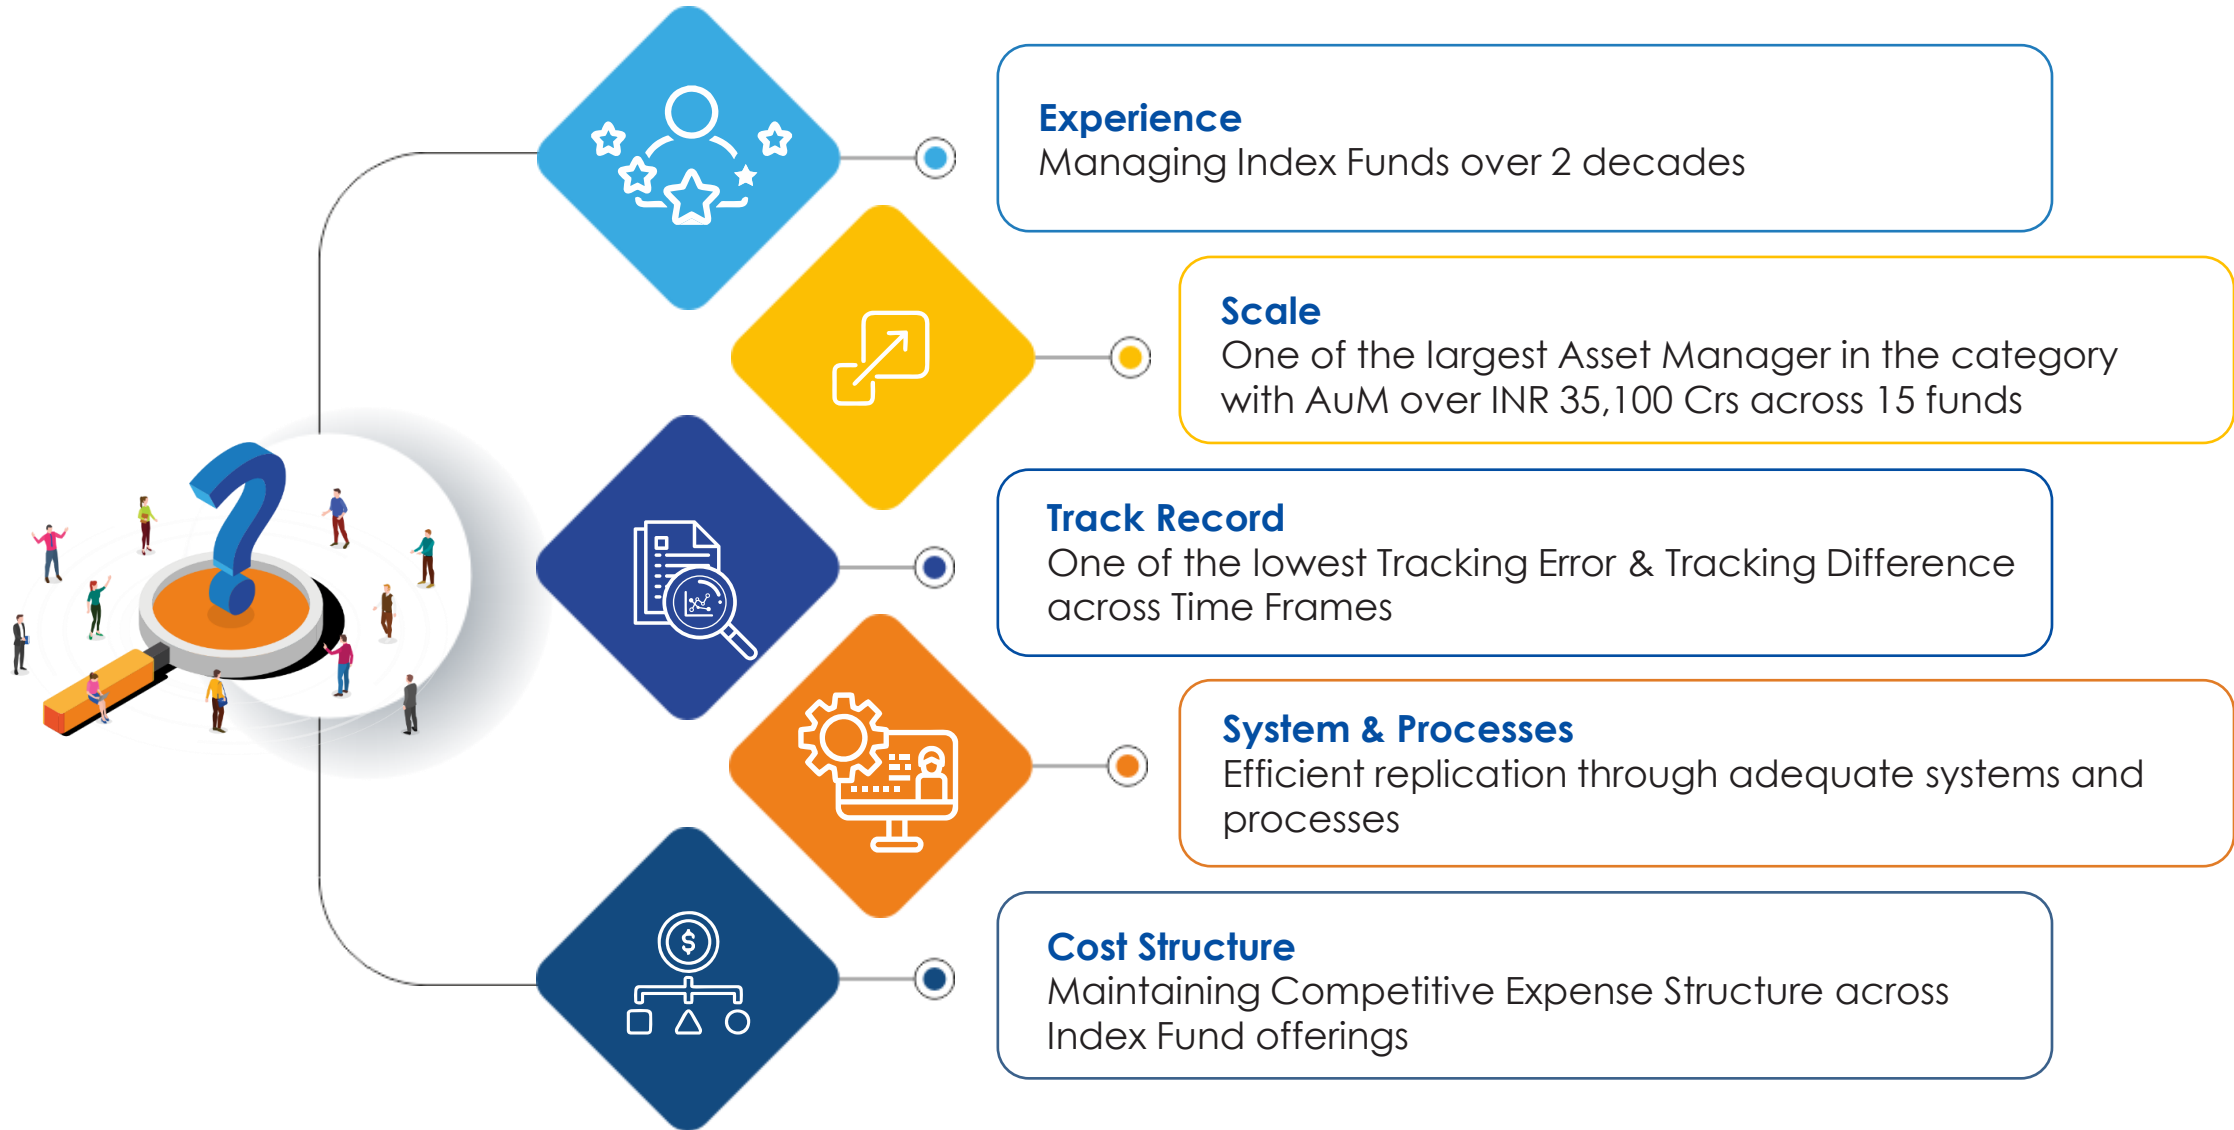 Experience
Managing Index Funds over 2 decades
Scale
One of the largest Asset Manager in the category
with AuM over INR 35,100 Crs across 15 funds
Track Record
One of the lowest Tracking Error & Tracking Difference
across Time Frames
System & Processes
Efficient replication through adequate systems and
processes
Cost Structure
Maintaining Competitive Expense Structure across
Index Fund offerings